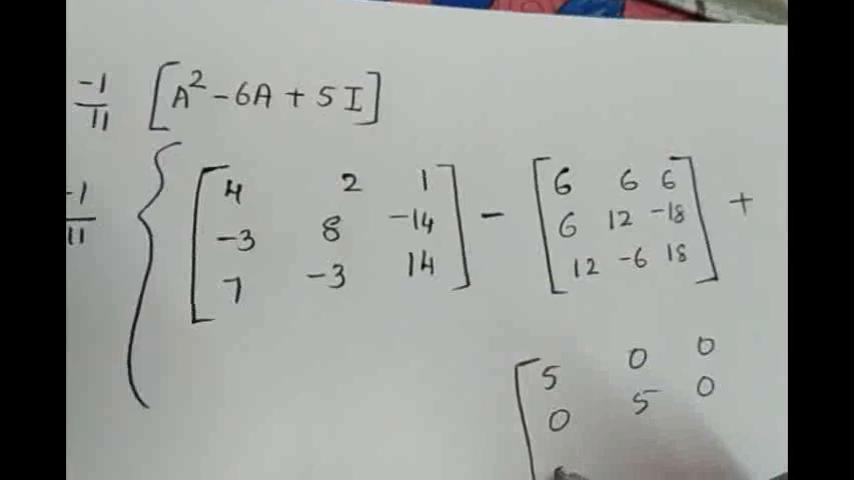 -1/11 [A² - 6A + 5I]
-1/11 { [4 2 1 - [6 6 6 +
-3 8 -14] 6 12 -18
7 -3 14 12 -6 18]
[5 0 0
0 5 0